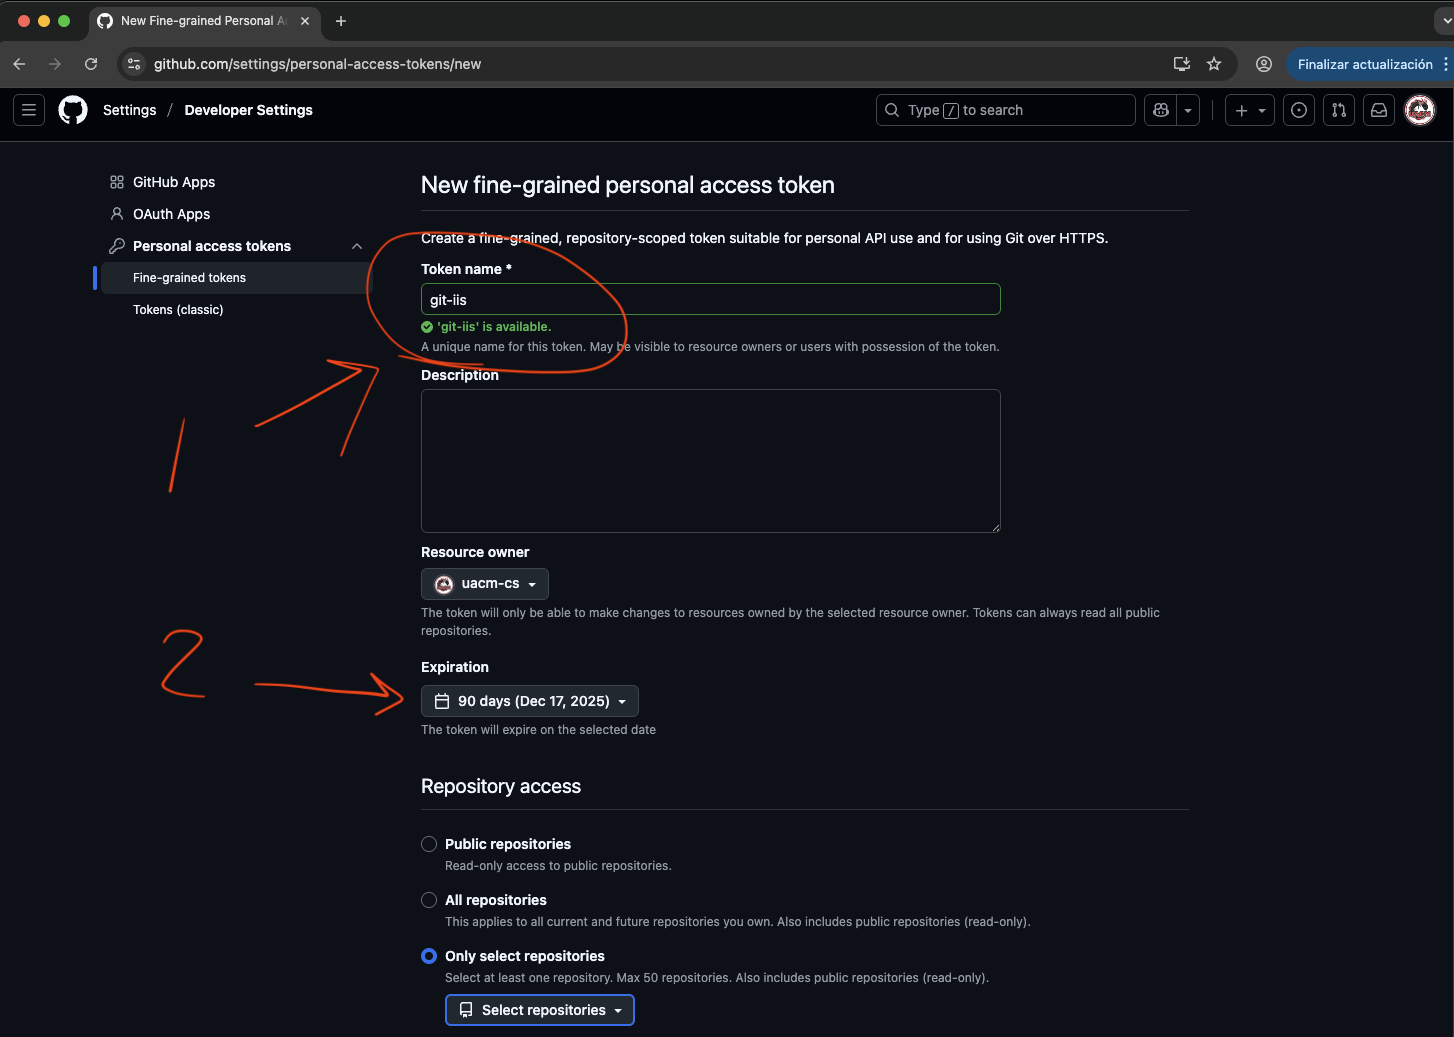 New Fine-grained Personal A
github.com/settings/personal-access-tokens/new
Finalizar actualización
Settings / Developer Settings
Type / to search
GitHub Apps
OAuth Apps
Personal access tokens
Fine-grained tokens
Tokens (classic)
New fine-grained personal access token
Create a fine-grained, repository-scoped token suitable for personal API use and for using Git over HTTPS.
Token name *
git-iis
'git-iis' is available.
A unique name for this token. May be visible to resource owners or users with possession of the token.
1
Description
Resource owner
uacm-cs
The token will only be able to make changes to resources owned by the selected resource owner. Tokens can always read all public
repositories.
2
Expiration
90 days (Dec 17, 2025)
The token will expire on the selected date
Repository access
Public repositories
Read-only access to public repositories.
All repositories
This applies to all current and future repositories you own. Also includes public repositories (read-only).
Only select repositories
Select at least one repository. Max 50 repositories. Also includes public repositories (read-only).
Select repositories